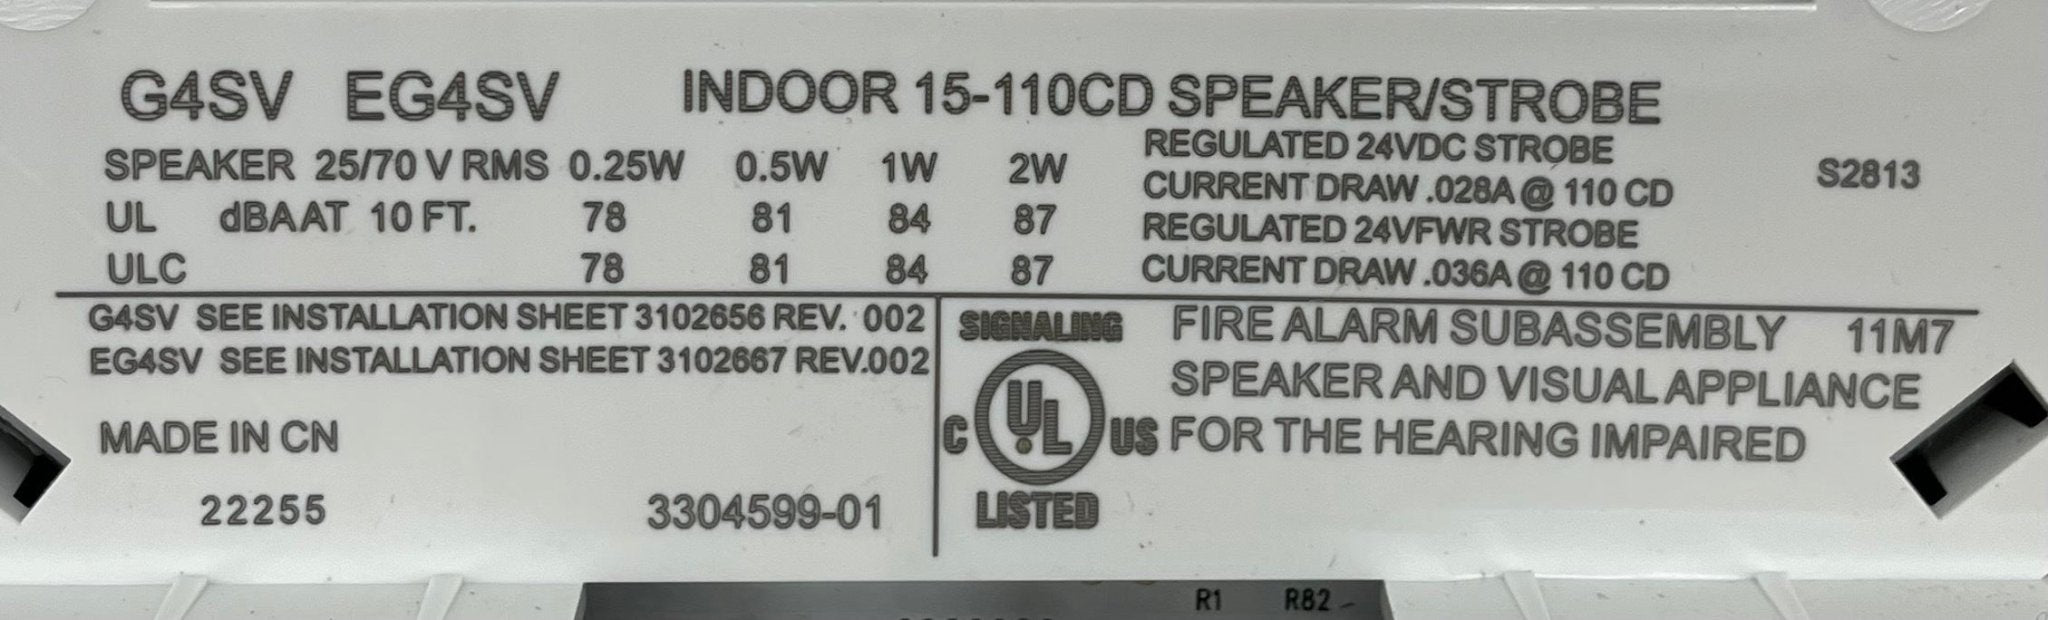 G4SV EG4SV INDOOR 15-110CD SPEAKER/STROBE
SPEAKER 25/70 V RMS 0.25W 0.5W 1W 2W
UL dBA AT 10 FT. 78 81 84 87
ULC 78 81 84 87
REGULATED 24VDC STROBE
CURRENT DRAW .028A @ 110 CD
REGULATED 24VFWR STROBE
CURRENT DRAW .036A @ 110 CD
S2813
G4SV SEE INSTALLATION SHEET 3102656 REV. 002
EG4SV SEE INSTALLATION SHEET 3102667 REV.002
MADE IN CN
22255 3304599-01
SIGNALING
C UL US
LISTED
FIRE ALARM SUBASSEMBLY 11M7
SPEAKER AND VISUAL APPLIANCE
FOR THE HEARING IMPAIRED
R1 R82